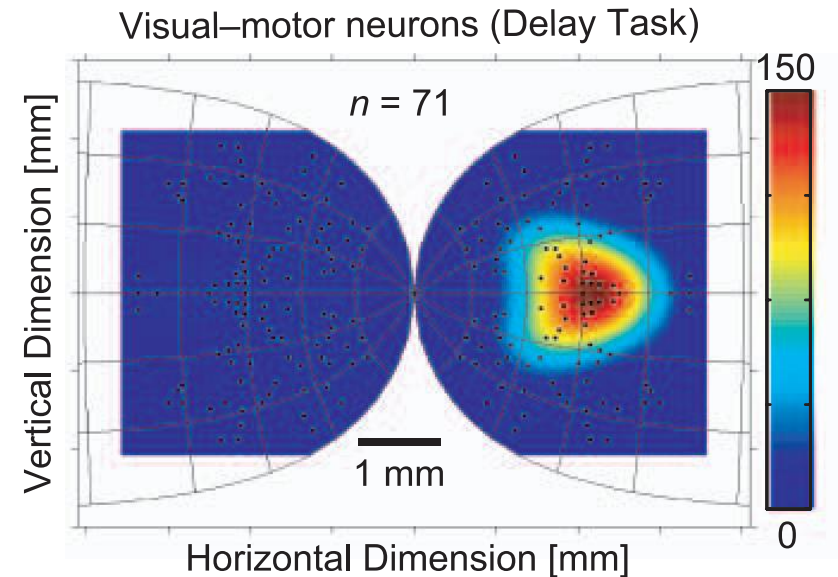 Visual–motor neurons (Delay Task)
150
n = 71
Vertical Dimension [mm]
1 mm
0
Horizontal Dimension [mm]